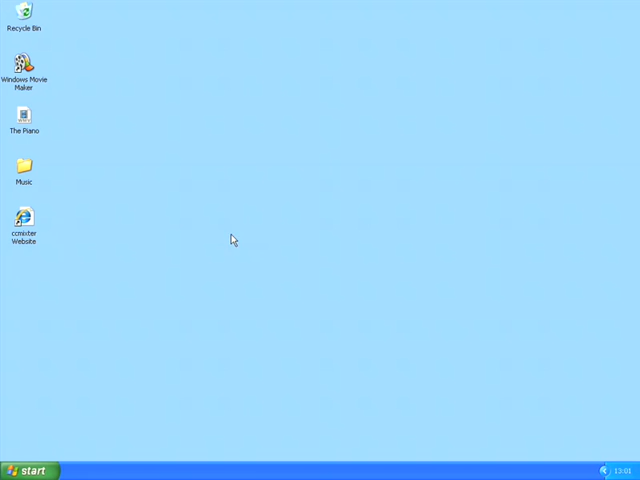 Recycle Bin
Windows Movie
Maker
The Piano
Music
ccmixter
Website
start
13:01